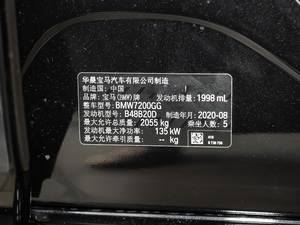 华晨宝马汽车有限公司制造
制造国：中国
品牌：宝马(BMW)牌 发动机排量：1998 mL
整车型号：BMW7200GG
发动机型号：B48B20D 制造年月：2020-08
最大允许总质量：2055 kg 乘坐人数：5
发动机最大净功率：135 kW
最大允许牵引质量：-- kg